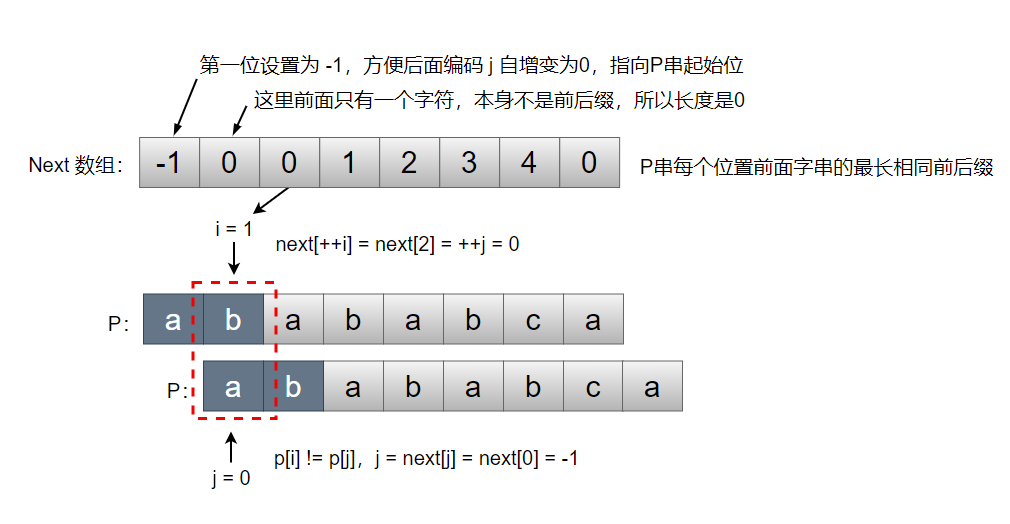 第一位设置为 -1，方便后面编码 j 自增变为0，指向P串起始位
这里前面只有一个字符，本身不是前后缀，所以长度是0
Next 数组： -1 0 0 1 2 3 4 0 P串每个位置前面字串的最长相同前后缀
i = 1
next[++i] = next[2] = ++j = 0
P： a b a b a b c a
P： a b a b a b c a
p[i] != p[j]，j = next[j] = next[0] = -1
j = 0